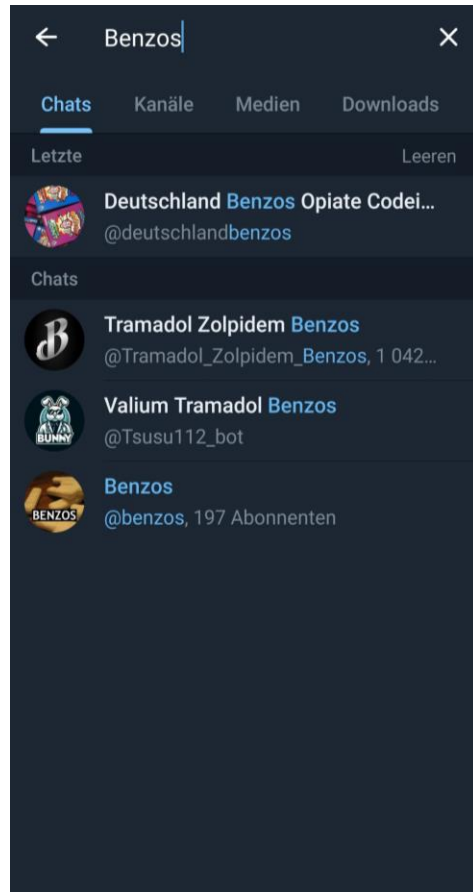 Benzos
Chats Kanäle Medien Downloads
Letzte Leeren
Deutschland Benzos Opiate Codei...
@deutschlandbenzos
Chats
B
Tramadol Zolpidem Benzos
@Tramadol_Zolpidem_Benzos, 1 042...
BUNNY
Valium Tramadol Benzos
@Tsusu112_bot
BENZOS
Benzos
@benzos, 197 Abonnenten